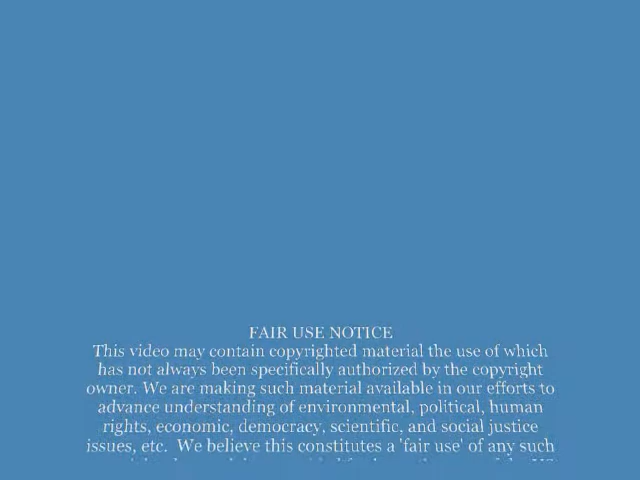 FAIR USE NOTICE
This video may contain copyrighted material the use of which
has not always been specifically authorized by the copyright
owner. We are making such material available in our efforts to
advance understanding of environmental, political, human
rights, economic, democracy, scientific, and social justice
issues, etc. We believe this constitutes a 'fair use' of any such